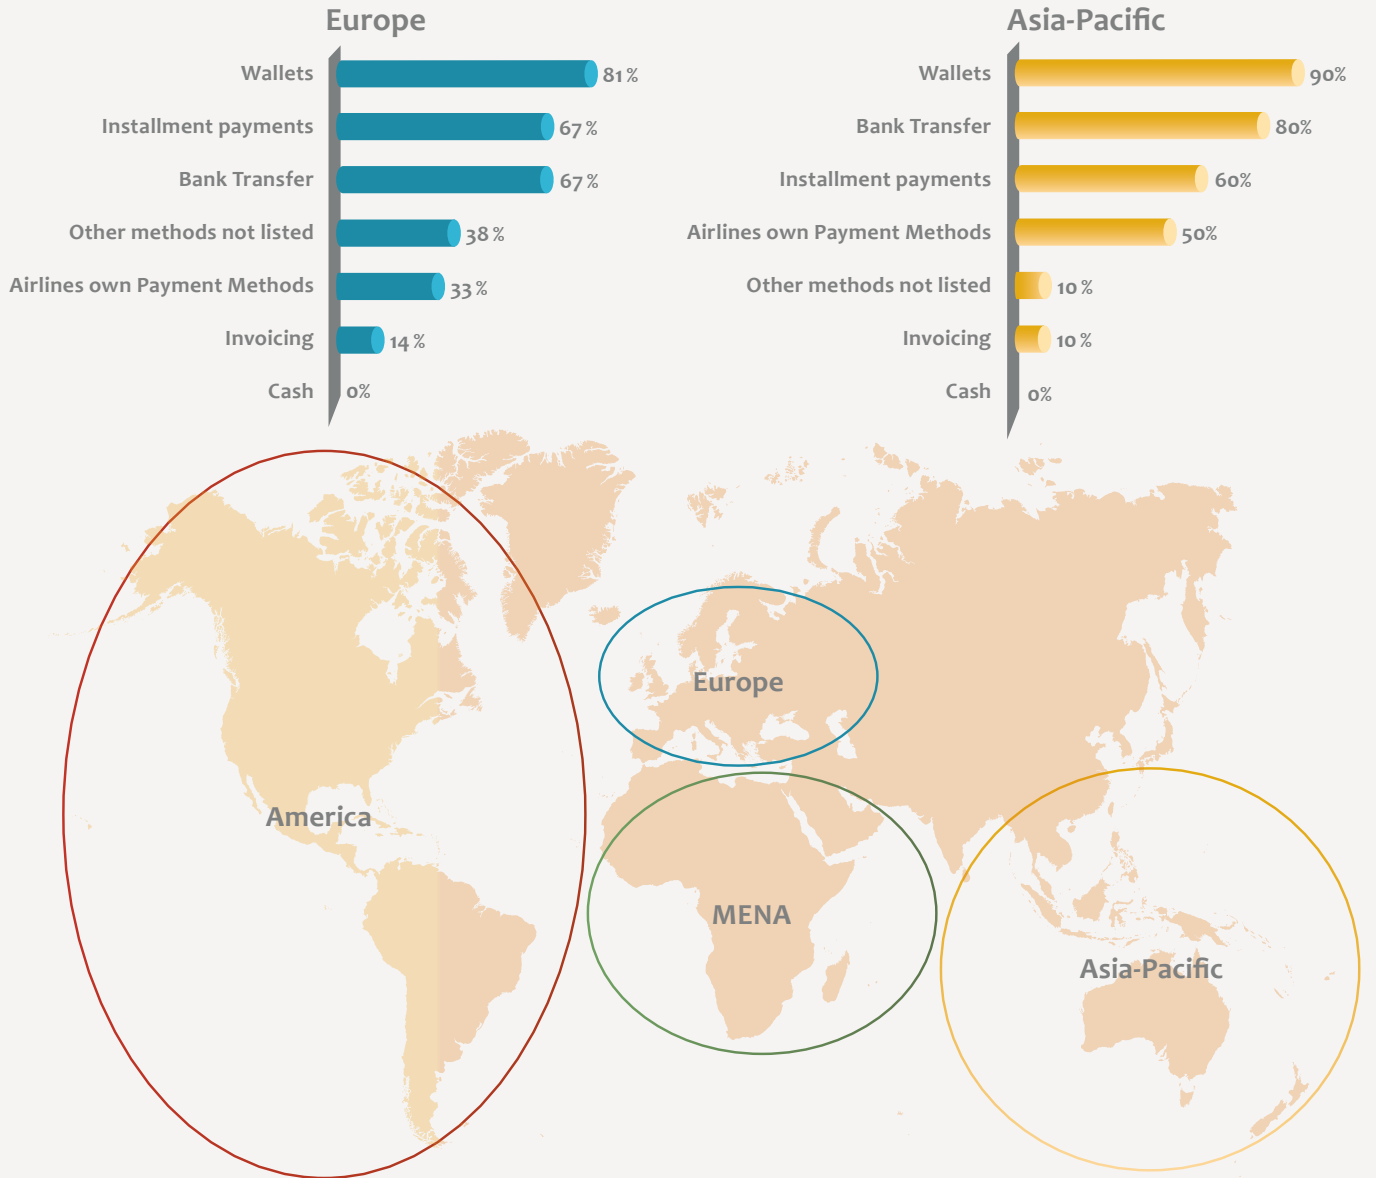 Europe
Wallets 81%
Installment payments 67%
Bank Transfer 67%
Other methods not listed 38%
Airlines own Payment Methods 33%
Invoicing 14%
Cash 0%
Asia-Pacific
Wallets 90%
Bank Transfer 80%
Installment payments 60%
Airlines own Payment Methods 50%
Other methods not listed 10%
Invoicing 10%
Cash 0%
Europe
America
MENA
Asia-Pacific